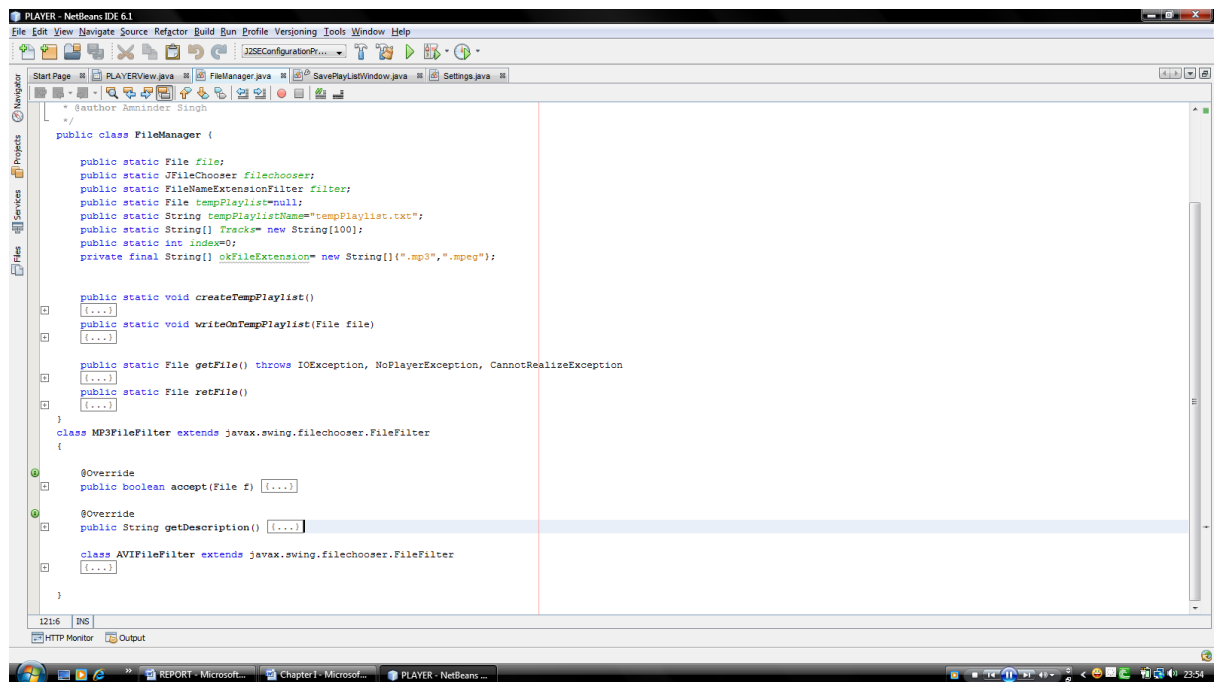 PLAYER - NetBeans IDE 6.1
File Edit View Navigate Source Refactor Build Run Profile Versioning Tools Window Help
J2SEConfigurationPr...
Start Page PLAYERView.java FileManager.java SavePlayListWindow.java Settings.java
Navigator
Projects
Services
Files
* @author Amninder Singh
*/
public class FileManager {
public static File file;
public static JFileChooser filechooser;
public static FileNameExtensionFilter filter;
public static File tempPlaylist=null;
public static String tempPlaylistName="tempPlaylist.txt";
public static String[] Tracks= new String[100];
public static int index=0;
private final String[] okFileExtension= new String[]{".mp3",".mpeg"};
public static void createTempPlaylist()
{...}
public static void writeOnTempPlaylist(File file)
{...}
public static File getFile() throws IOException, NoPlayerException, CannotRealizeException
{...}
public static File retFile()
{...}
}
class MP3FileFilter extends javax.swing.filechooser.FileFilter
{
@Override
public boolean accept(File f) {...}
@Override
public String getDescription() {...}
class AVIFileFilter extends javax.swing.filechooser.FileFilter
{...}
}
121:6 INS
HTTP Monitor Output
REPORT - Microsoft... Chapter1 - Microsof... PLAYER - NetBeans ... 23:54